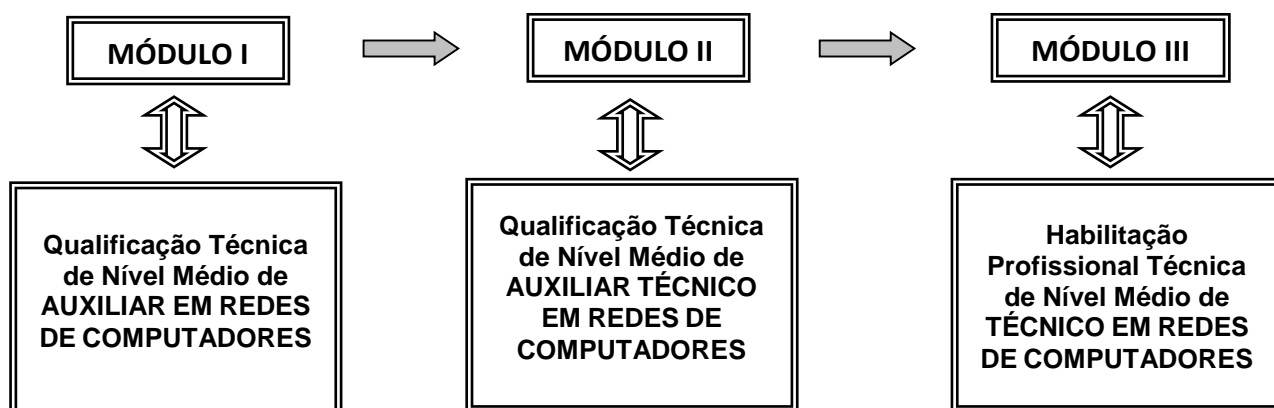 MÓDULO I
MÓDULO II
MÓDULO III
Qualificação Técnica
de Nível Médio de
AUXILIAR EM REDES
DE COMPUTADORES
Qualificação Técnica
de Nível Médio de
AUXILIAR TÉCNICO
EM REDES DE
COMPUTADORES
Habilitação
Profissional Técnica
de Nível Médio de
TÉCNICO EM REDES
DE COMPUTADORES